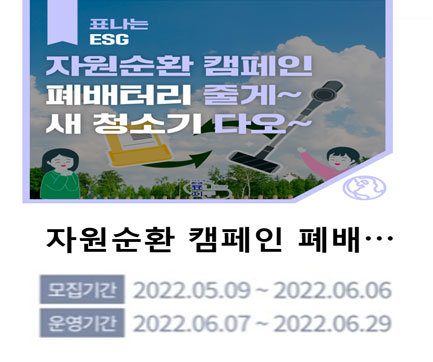 표나는
ESG
자원순환 캠페인
폐배터리 줄게~
새 청소기 다오~
자원순환 캠페인 폐배…
모집기간 2022.05.09 ~ 2022.06.06
운영기간 2022.06.07 ~ 2022.06.29